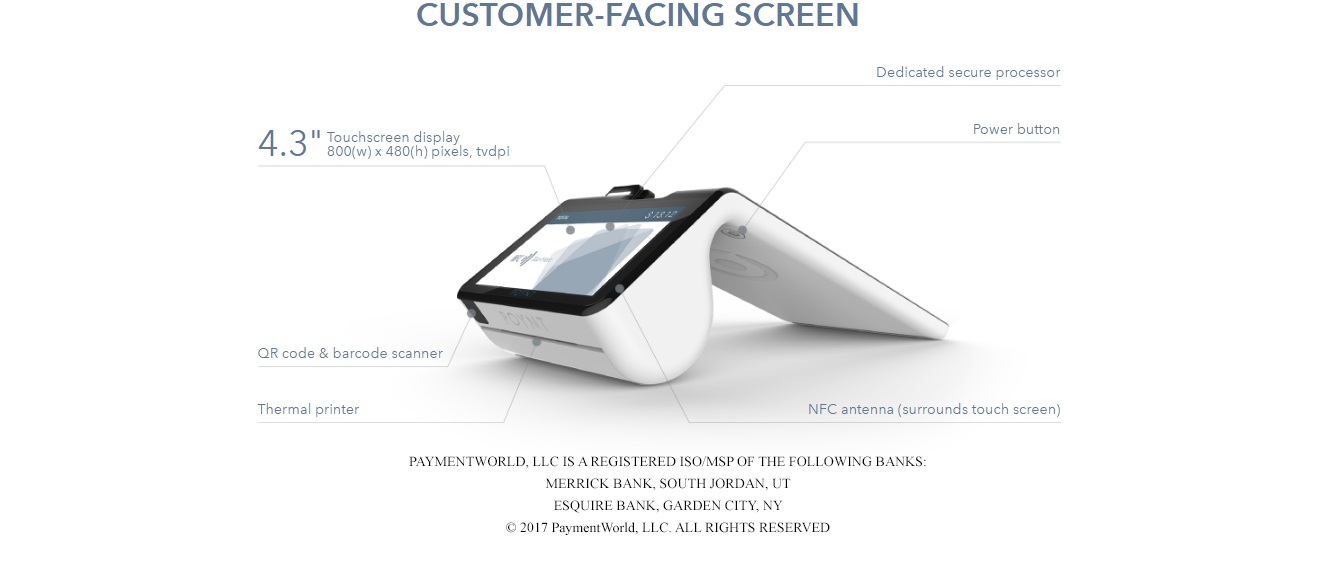 CUSTOMER-FACING SCREEN
Dedicated secure processor
Power button
4.3" Touchscreen display
800(w) x 480(h) pixels, tvdpi
POYNT
QR code & barcode scanner
Thermal printer
NFC antenna (surrounds touch screen)
PAYMENTWORLD, LLC IS A REGISTERED ISO/MSP OF THE FOLLOWING BANKS:
MERRICK BANK, SOUTH JORDAN, UT
ESQUIRE BANK, GARDEN CITY, NY
© 2017 PaymentWorld, LLC. ALL RIGHTS RESERVED